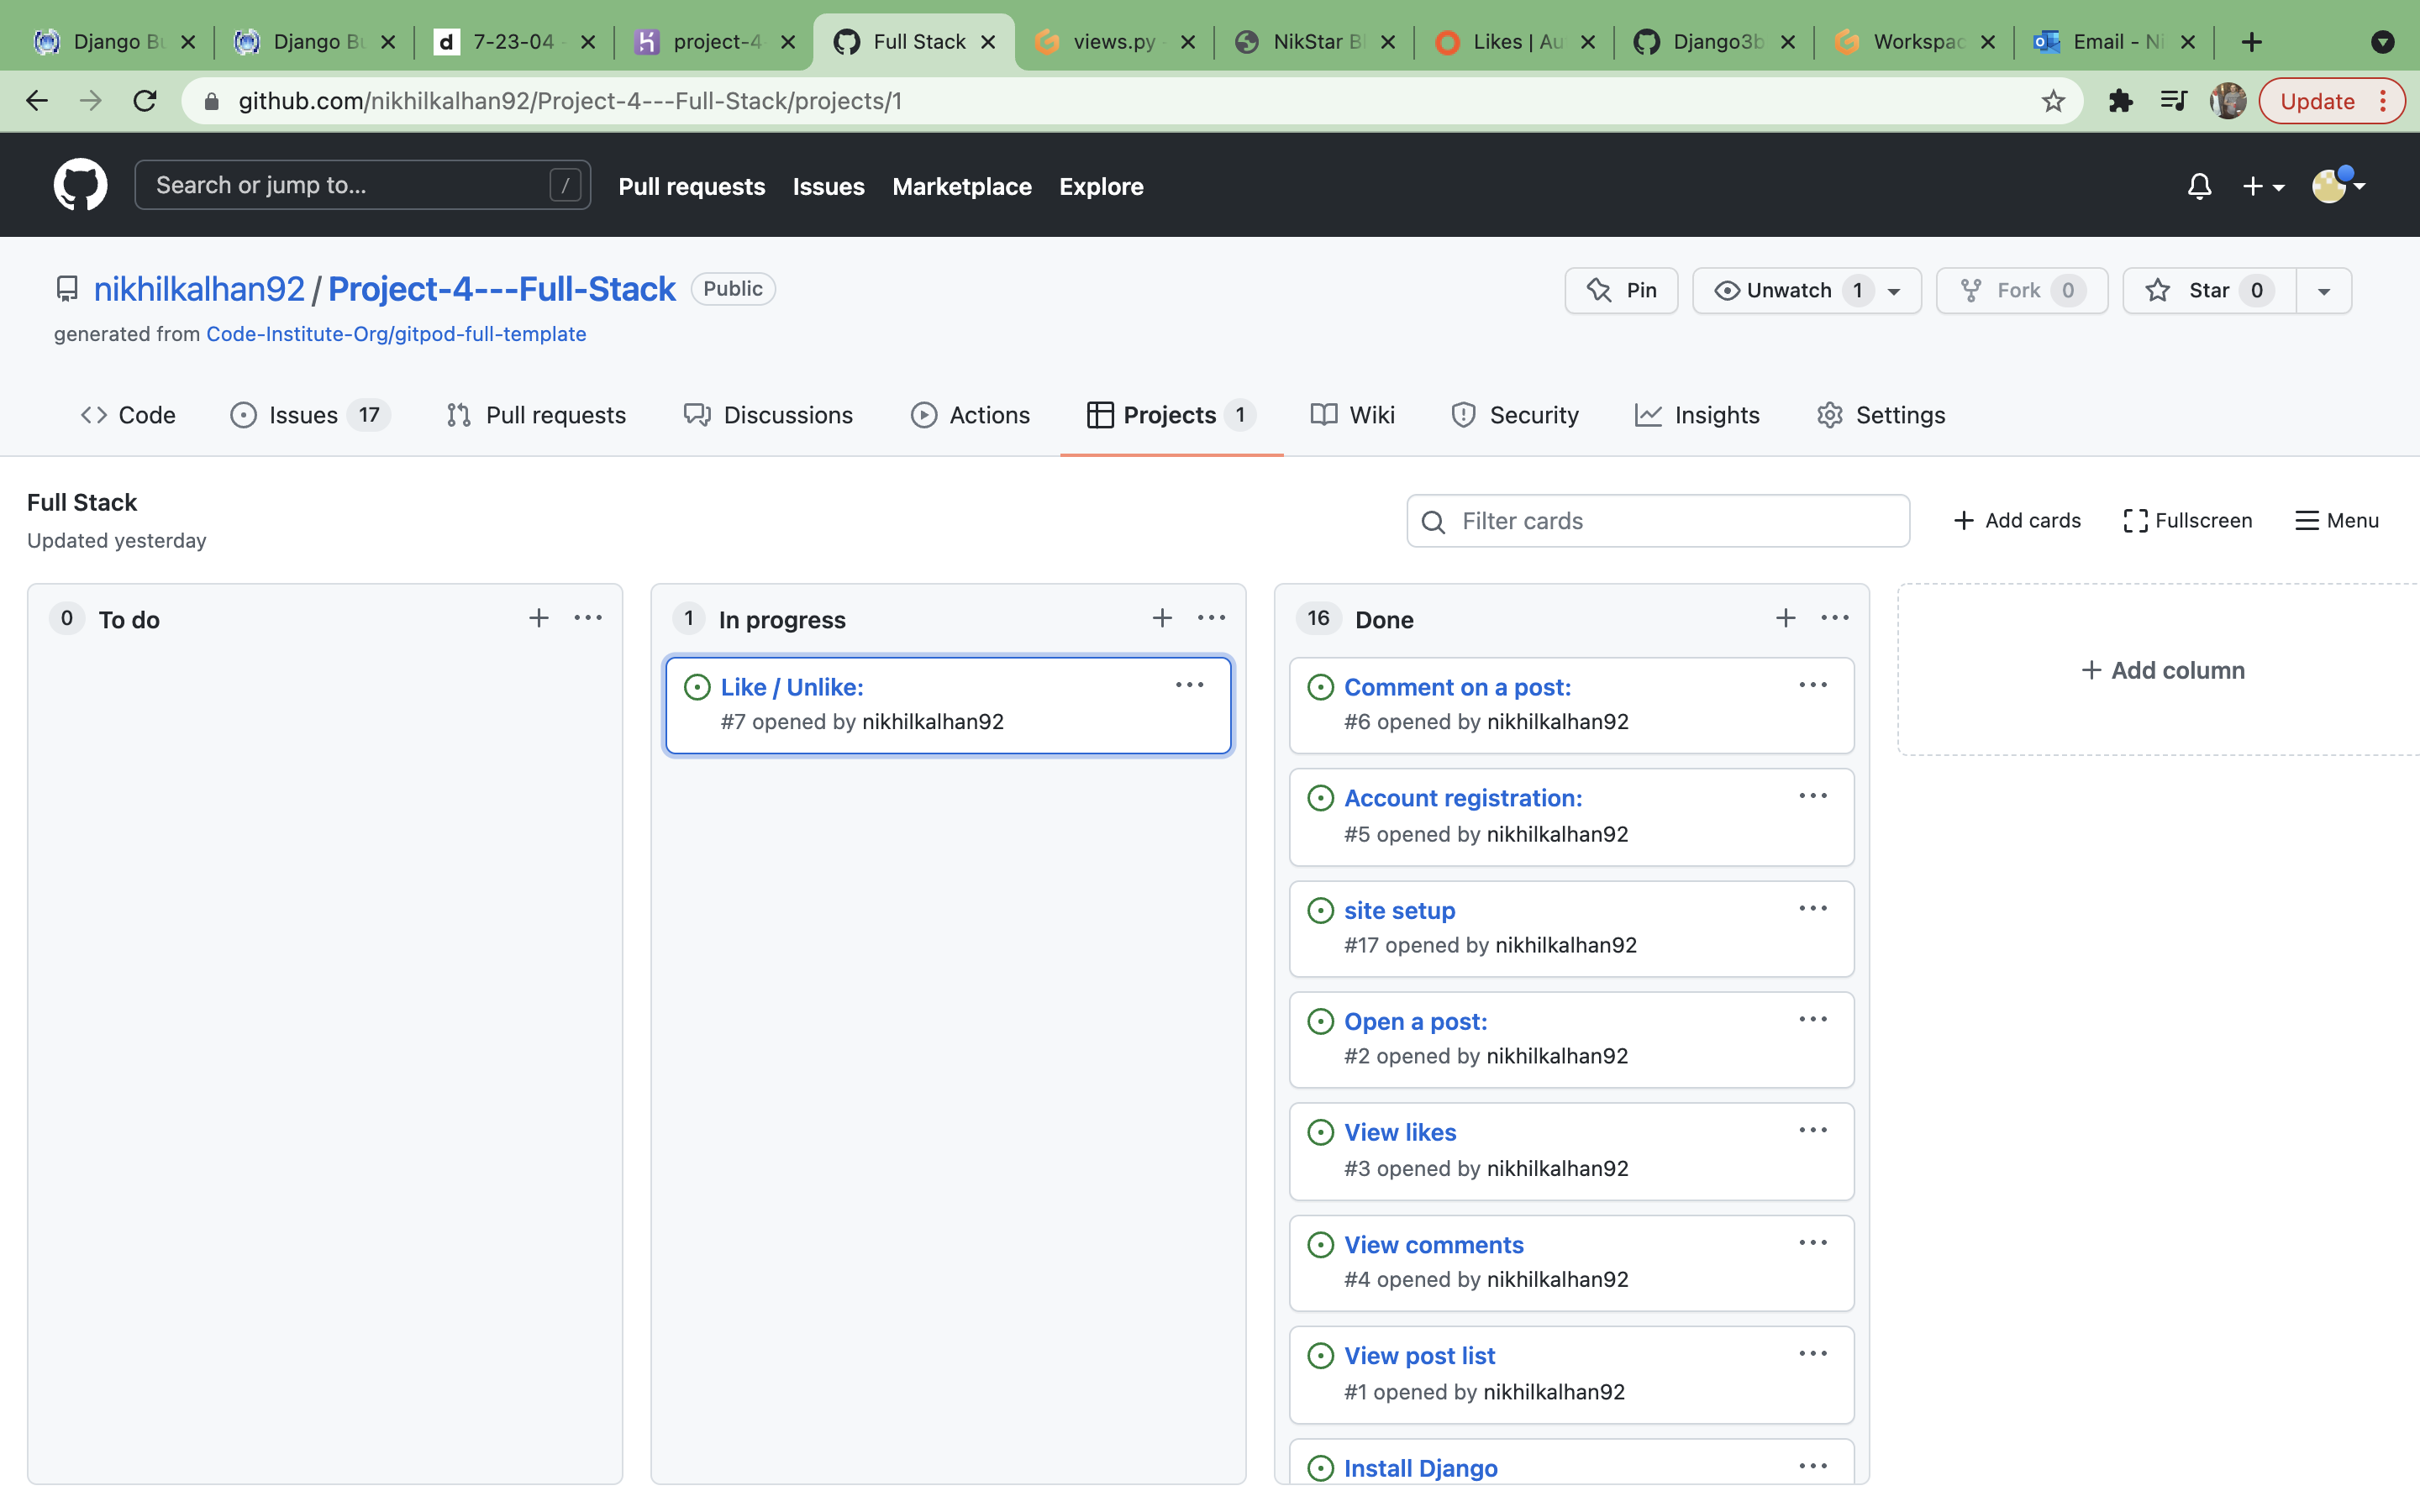 Django Bu
Django Bu
7-23-04 -
project-4
Full Stack
views.py -
NikStar Bl
Likes | Au
Django3b
Workspac
Email - Ni
github.com/nikhilkalhan92/Project-4---Full-Stack/projects/1
Update
Search or jump to... /
Pull requests
Issues
Marketplace
Explore
nikhilkalhan92 / Project-4---Full-Stack Public
generated from Code-Institute-Org/gitpod-full-template
Pin
Unwatch 1
Fork 0
Star 0
Code
Issues 17
Pull requests
Discussions
Actions
Projects 1
Wiki
Security
Insights
Settings
Full Stack
Updated yesterday
Filter cards
+ Add cards
Fullscreen
Menu
0 To do
1 In progress
Like / Unlike:
#7 opened by nikhilkalhan92
16 Done
Comment on a post:
#6 opened by nikhilkalhan92
Account registration:
#5 opened by nikhilkalhan92
site setup
#17 opened by nikhilkalhan92
Open a post:
#2 opened by nikhilkalhan92
View likes
#3 opened by nikhilkalhan92
View comments
#4 opened by nikhilkalhan92
View post list
#1 opened by nikhilkalhan92
Install Django
+ Add column